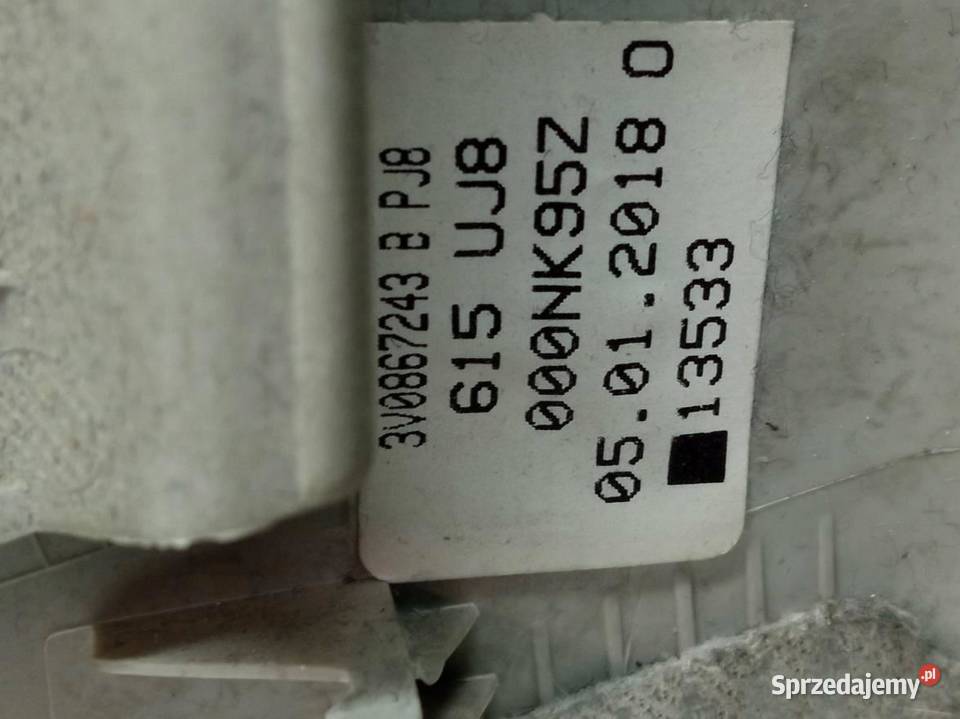 3V0867243 B PJ8
615 UJ8
000NK95Z
05.01.2018 0
13533
Sprzedajemy.pl